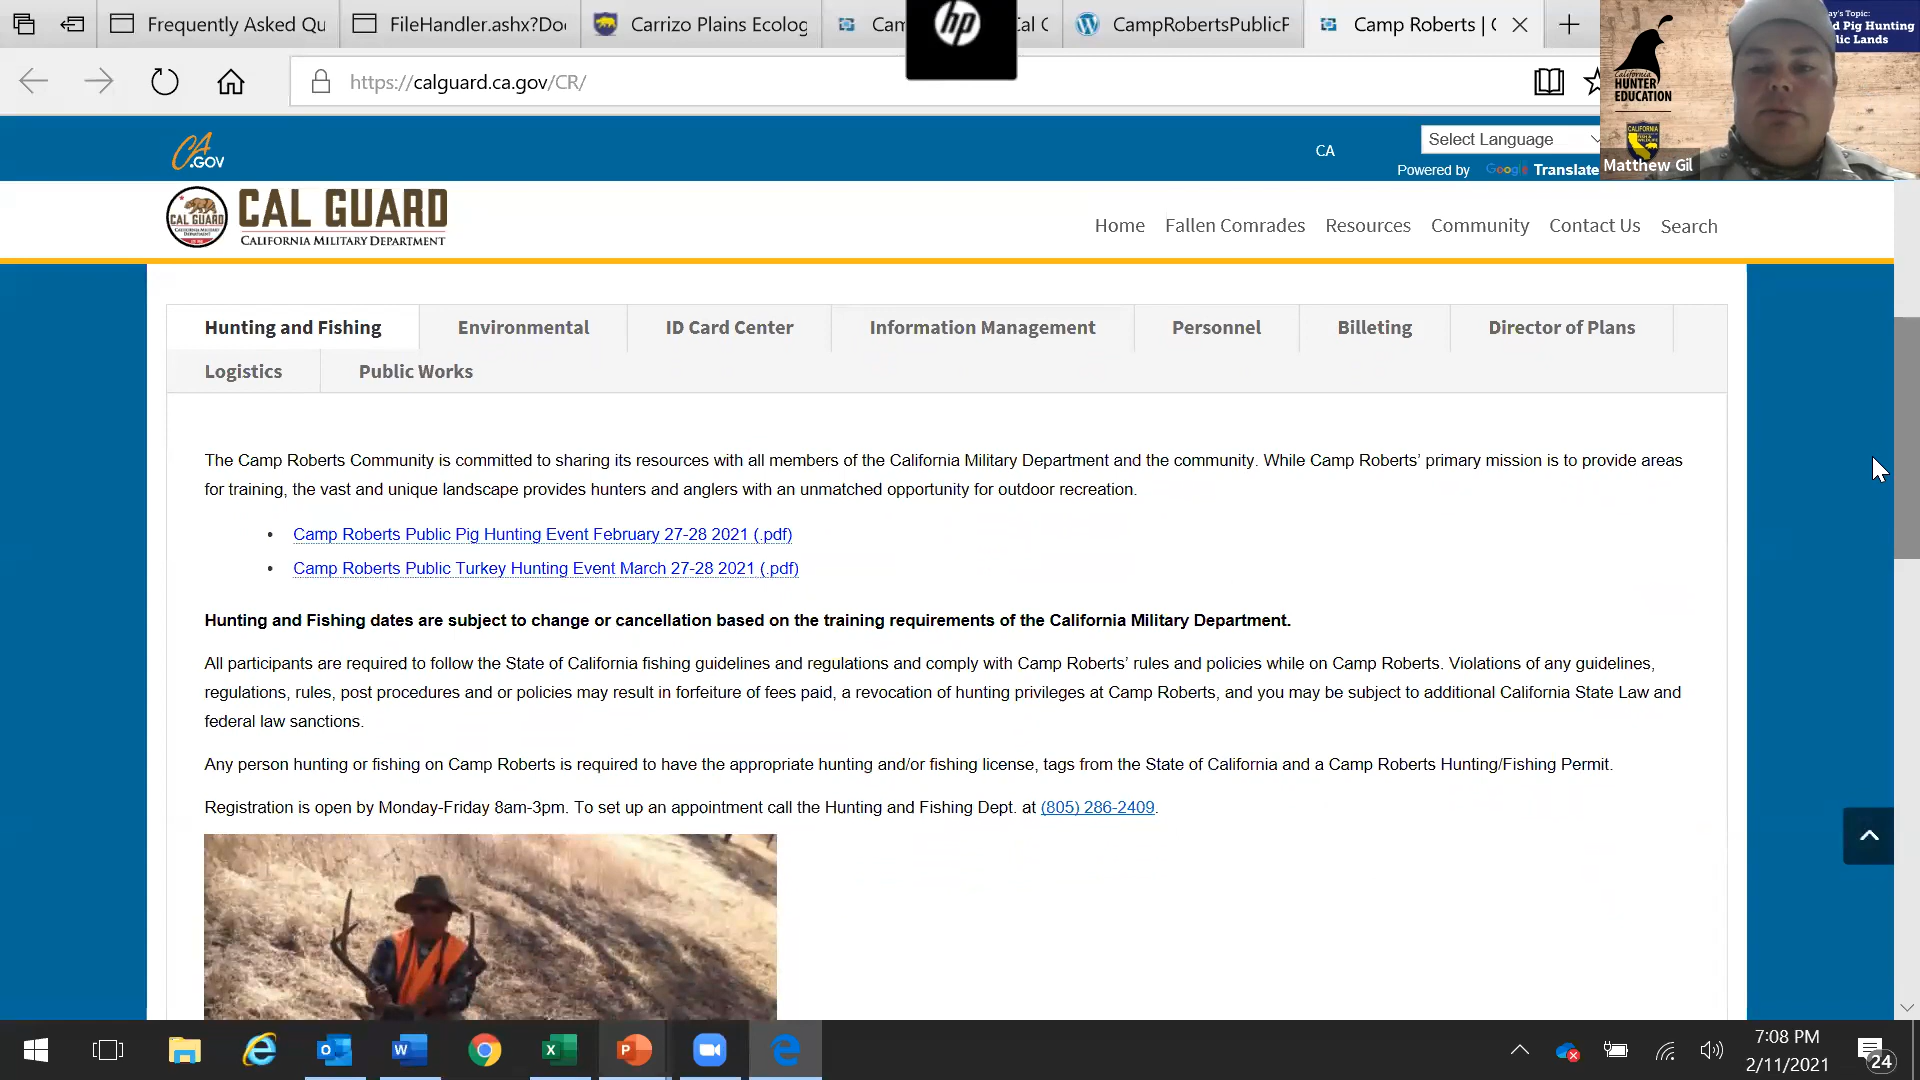 Frequently Asked Qu
FileHandler.ashx?Do
Carrizo Plains Ecolog
Cam
Cal C
CampRobertsPublicF
Camp Roberts | C
hp
https://calguard.ca.gov/CR/
California
HUNTER
EDUCATION
CALIFORNIA
Matthew Gil
y's Topic:
d Pig Hunting
lic Lands
CA
.GOV
CA
Select Language
Powered by Google Translate
CAL GUARD
CAL GUARD
CALIFORNIA MILITARY DEPARTMENT
Home
Fallen Comrades
Resources
Community
Contact Us
Search
Hunting and Fishing
Environmental
ID Card Center
Information Management
Personnel
Billeting
Director of Plans
Logistics
Public Works
The Camp Roberts Community is committed to sharing its resources with all members of the California Military Department and the community. While Camp Roberts’ primary mission is to provide areas
for training, the vast and unique landscape provides hunters and anglers with an unmatched opportunity for outdoor recreation.
• Camp Roberts Public Pig Hunting Event February 27-28 2021 (.pdf)
• Camp Roberts Public Turkey Hunting Event March 27-28 2021 (.pdf)
Hunting and Fishing dates are subject to change or cancellation based on the training requirements of the California Military Department.
All participants are required to follow the State of California fishing guidelines and regulations and comply with Camp Roberts’ rules and policies while on Camp Roberts. Violations of any guidelines,
regulations, rules, post procedures and or policies may result in forfeiture of fees paid, a revocation of hunting privileges at Camp Roberts, and you may be subject to additional California State Law and
federal law sanctions.
Any person hunting or fishing on Camp Roberts is required to have the appropriate hunting and/or fishing license, tags from the State of California and a Camp Roberts Hunting/Fishing Permit.
Registration is open by Monday-Friday 8am-3pm. To set up an appointment call the Hunting and Fishing Dept. at (805) 286-2409.
7:08 PM
2/11/2021
24